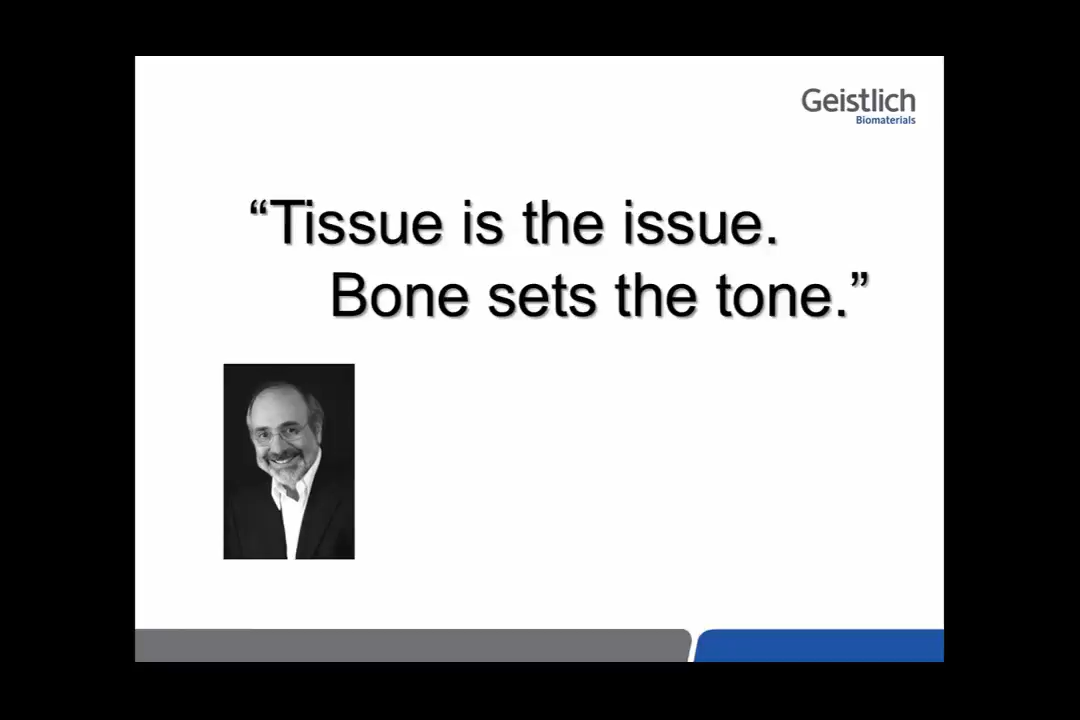 Geistlich
Biomaterials
“Tissue is the issue.
Bone sets the tone.”